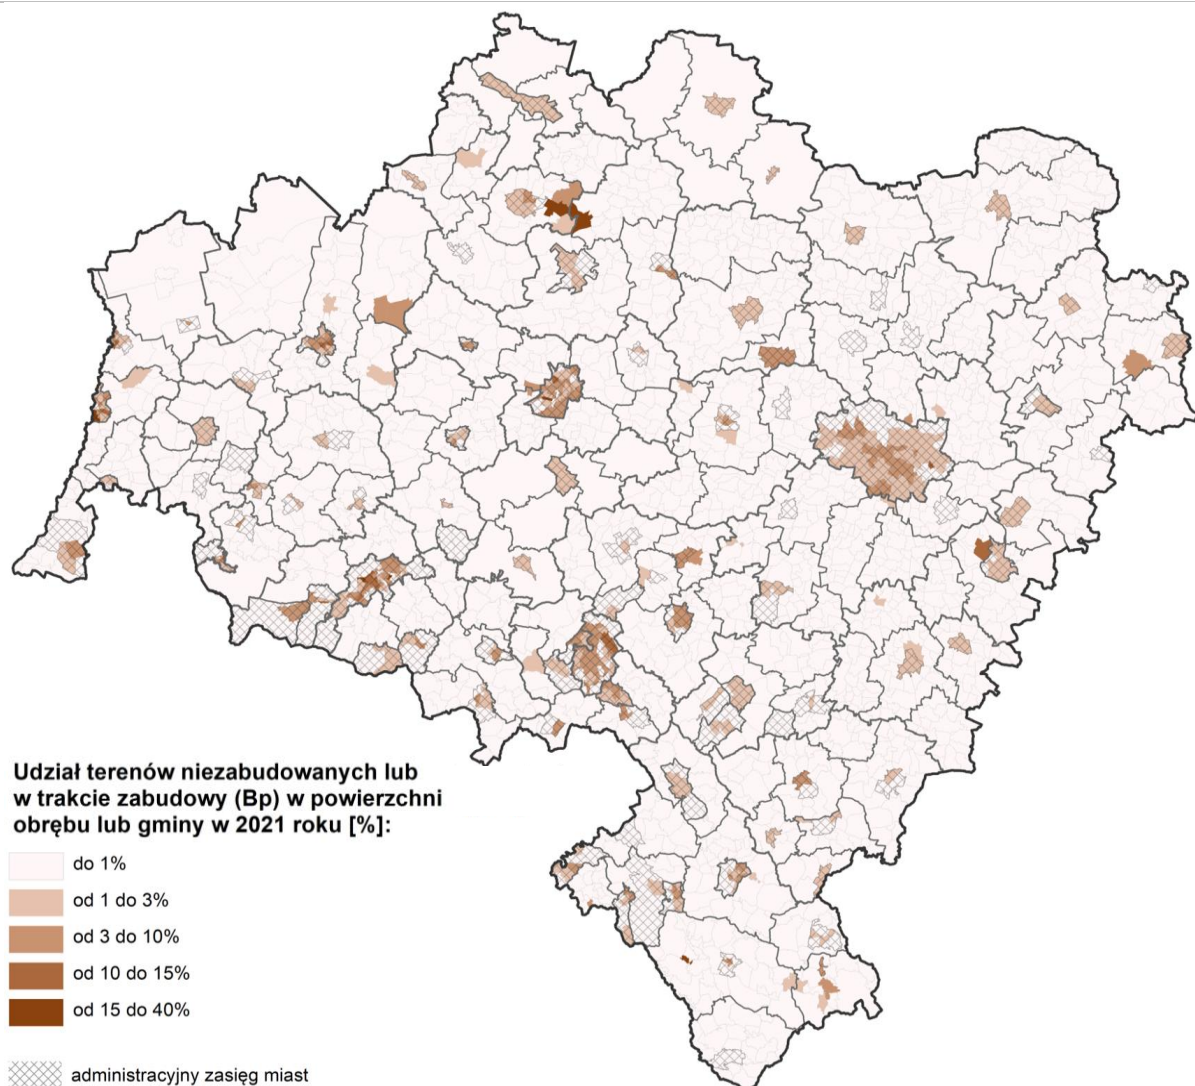 Udział terenów niezabudowanych lub
w trakcie zabudowy (Bp) w powierzchni
obrębu lub gminy w 2021 roku [%]:
do 1%
od 1 do 3%
od 3 do 10%
od 10 do 15%
od 15 do 40%
administracyjny zasięg miast